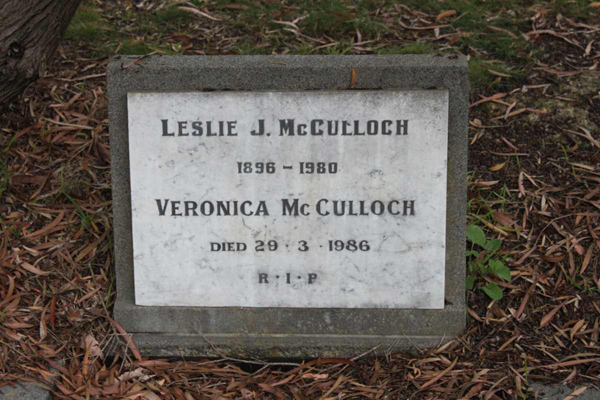 LESLIE J. McCULLOCH
1896 - 1980
VERONICA McCULLOCH
DIED 29 · 3 · 1986
R · I · P